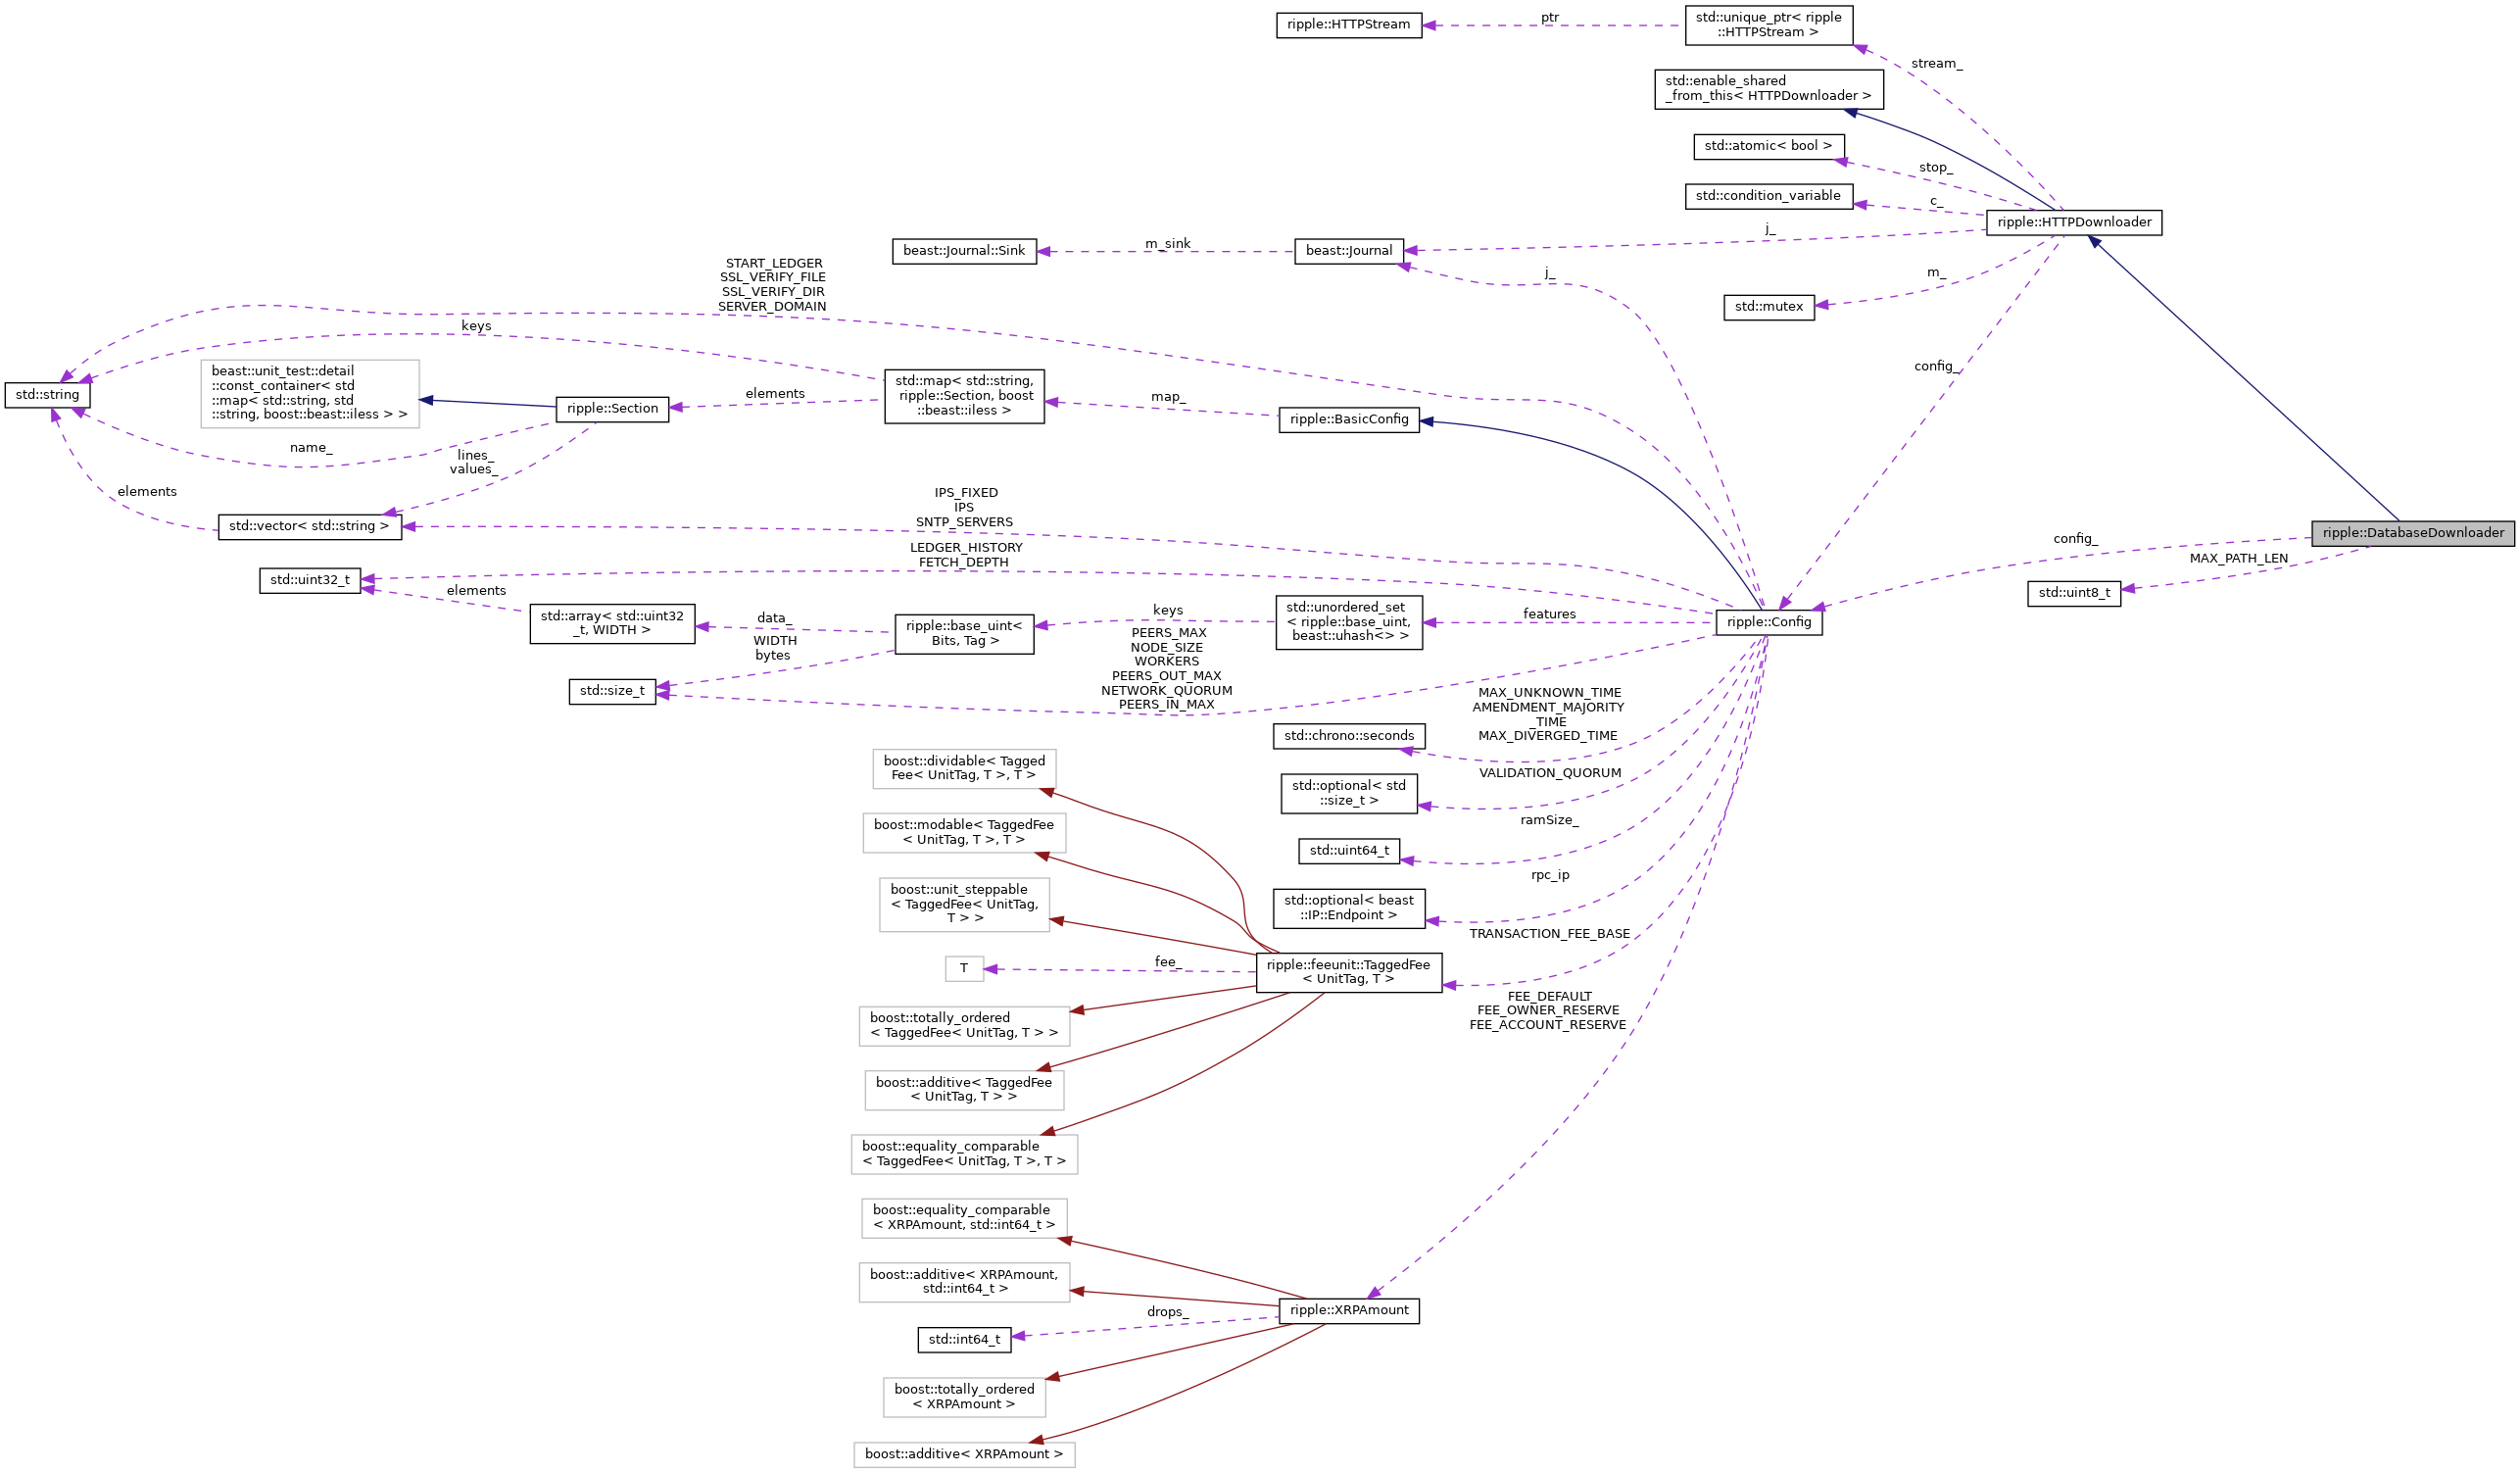 ripple::HTTPStream
ptr
std::unique_ptr< ripple
::HTTPStream >
stream_
std::enable_shared
_from_this< HTTPDownloader >
std::atomic< bool >
stop_
std::condition_variable
c_
ripple::HTTPDownloader
j_
beast::Journal::Sink
m_sink
beast::Journal
j_
m_
std::mutex
START_LEDGER
SSL_VERIFY_FILE
SSL_VERIFY_DIR
SERVER_DOMAIN
keys
config_
beast::unit_test::detail
::const_container< std
::map< std::string, std
::string, boost::beast::iless > >
std::string
ripple::Section
elements
std::map< std::string,
ripple::Section, boost
::beast::iless >
map_
ripple::BasicConfig
name_
lines_
values_
elements
std::vector< std::string >
IPS_FIXED
IPS
SNTP_SERVERS
ripple::DatabaseDownloader
config_
MAX_PATH_LEN
std::uint8_t
LEDGER_HISTORY
FETCH_DEPTH
std::uint32_t
elements
std::array< std::uint32
_t, WIDTH >
data_
WIDTH
bytes
ripple::base_uint<
Bits, Tag >
keys
std::unordered_set
< ripple::base_uint,
beast::uhash<> >
features
ripple::Config
std::size_t
PEERS_MAX
NODE_SIZE
WORKERS
PEERS_OUT_MAX
NETWORK_QUORUM
PEERS_IN_MAX
MAX_UNKNOWN_TIME
AMENDMENT_MAJORITY
_TIME
MAX_DIVERGED_TIME
std::chrono::seconds
VALIDATION_QUORUM
std::optional< std
::size_t >
ramSize_
std::uint64_t
rpc_ip
std::optional< beast
::IP::Endpoint >
TRANSACTION_FEE_BASE
boost::dividable< Tagged
Fee< UnitTag, T >, T >
boost::modable< TaggedFee
< UnitTag, T >, T >
boost::unit_steppable
< TaggedFee< UnitTag,
T > >
T
fee_
ripple::feeunit::TaggedFee
< UnitTag, T >
boost::totally_ordered
< TaggedFee< UnitTag, T > >
boost::additive< TaggedFee
< UnitTag, T > >
boost::equality_comparable
< TaggedFee< UnitTag, T >, T >
FEE_DEFAULT
FEE_OWNER_RESERVE
FEE_ACCOUNT_RESERVE
boost::equality_comparable
< XRPAmount, std::int64_t >
boost::additive< XRPAmount,
std::int64_t >
drops_
ripple::XRPAmount
std::int64_t
boost::totally_ordered
< XRPAmount >
boost::additive< XRPAmount >